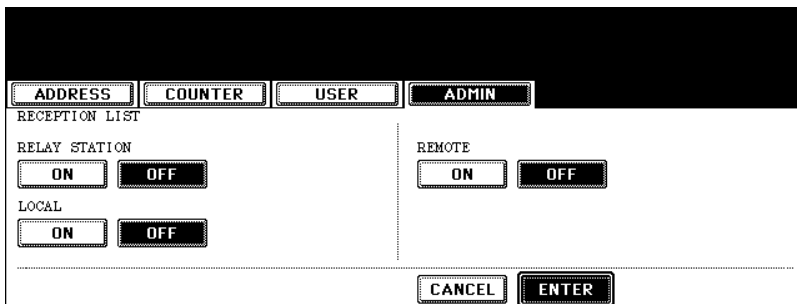 ADDRESS COUNTER USER ADMIN
RECEPTION LIST
RELAY STATION
ON OFF
LOCAL
ON OFF
REMOTE
ON OFF
CANCEL ENTER